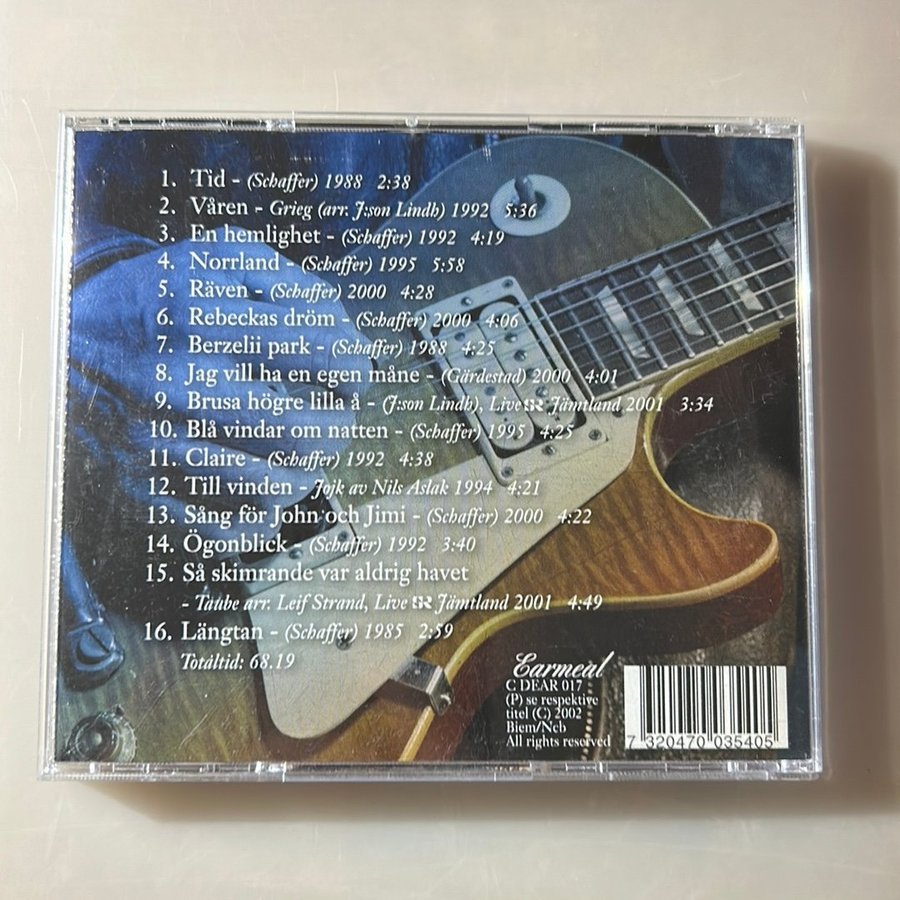 1. Tid - (Schaffer) 1988 2:38
2. Våren - Grieg (arr. J:son Lindh) 1992 5:36
3. En hemlighet - (Schaffer) 1992 4:19
4. Norrland - (Schaffer) 1995 5:58
5. Räven - (Schaffer) 2000 4:28
6. Rebeckas dröm - (Schaffer) 2000 4:06
7. Berzelii park - (Schaffer) 1988 4:25
8. Jag vill ha en egen måne - (Gärdestad) 2000 4:01
9. Brusa högre lilla å - (J:son Lindh), Live SR Jämtland 2001 3:34
10. Blå vindar om natten - (Schaffer) 1995 4:25
11. Claire - (Schaffer) 1992 4:38
12. Till vinden - Jojk av Nils Aslak 1994 4:21
13. Sång för John och Jimi - (Schaffer) 2000 4:22
14. Ögonblick - (Schaffer) 1992 3:40
15. Så skimrande var aldrig havet
- Taube arr. Leif Strand, Live SR Jämtland 2001 4:49
16. Längtan - (Schaffer) 1985 2:59
Totaltid: 68.19
Earmeal
C DEAR 017
(P) se respektive
titel (C) 2002
Biem/Ncb
All rights reserved
7 320470 035405